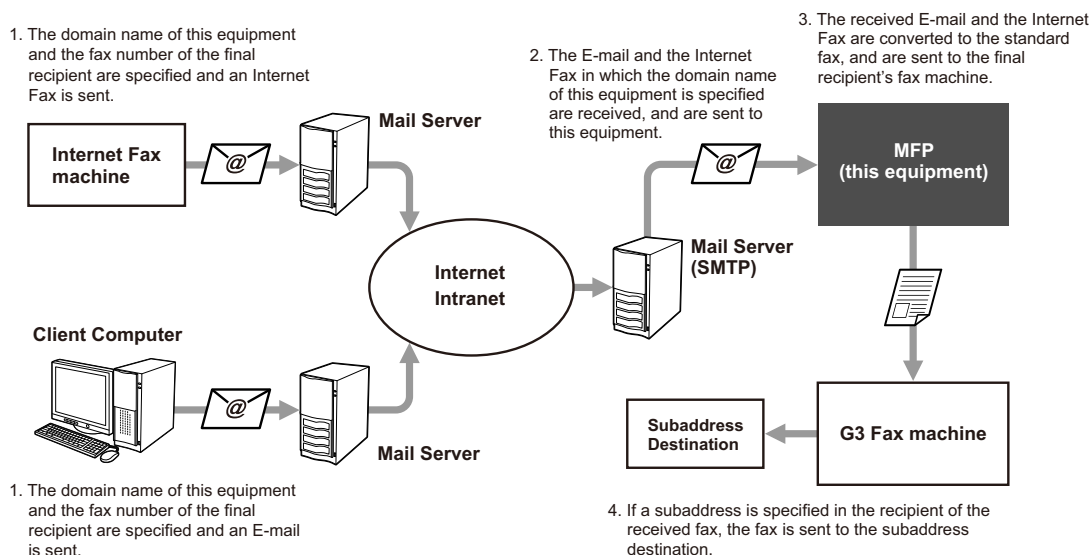 1. The domain name of this equipment
and the fax number of the final
recipient are specified and an Internet
Fax is sent.
2. The E-mail and the Internet
Fax in which the domain name
of this equipment is specified
are received, and are sent to
this equipment.
3. The received E-mail and the Internet
Fax are converted to the standard
fax, and are sent to the final
recipient's fax machine.
Internet Fax
machine
@
Mail Server
@
MFP
(this equipment)
Internet
Intranet
Mail Server
(SMTP)
Client Computer
@
Mail Server
Subaddress
Destination
G3 Fax machine
1. The domain name of this equipment
and the fax number of the final
recipient are specified and an E-mail
is sent.
4. If a subaddress is specified in the recipient of the
received fax, the fax is sent to the subaddress
destination.